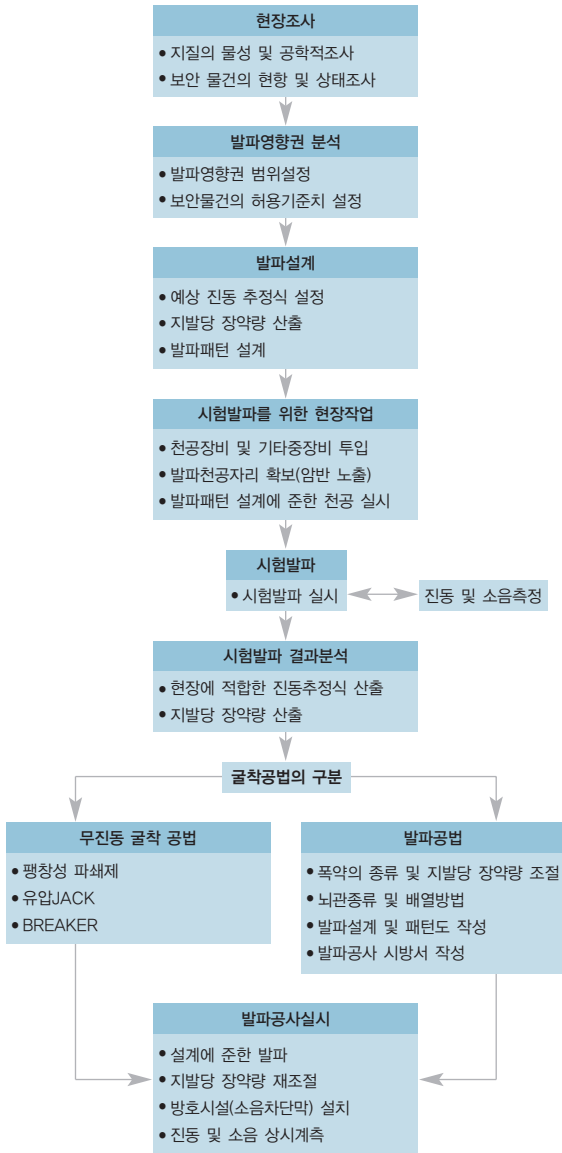 현장조사
• 지질의 물성 및 공학적조사
• 보안 물건의 현항 및 상태조사
발파영향권 분석
• 발파영향권 범위설정
• 보안물건의 허용기준치 설정
발파설계
• 예상 진동 추정식 설정
• 지발당 장약량 산출
• 발파패턴 설계
시험발파를 위한 현장작업
• 천공장비 및 기타중장비 투입
• 발파천공자리 확보(암반 노출)
• 발파패턴 설계에 준한 천공 실시
시험발파
• 시험발파 실시
진동 및 소음측정
시험발파 결과분석
• 현장에 적합한 진동추정식 산출
• 지발당 장약량 산출
굴착공법의 구분
무진동 굴착 공법
• 팽창성 파쇄제
• 유압JACK
• BREAKER
발파공법
• 폭약의 종류 및 지발당 장약량 조절
• 뇌관종류 및 배열방법
• 발파설계 및 패턴도 작성
• 발파공사 시방서 작성
발파공사실시
• 설계에 준한 발파
• 지발당 장약량 재조절
• 방호시설(소음차단막) 설치
• 진동 및 소음 상시계측